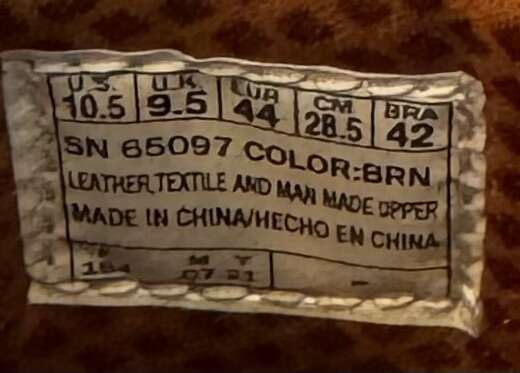 U.S. U.K. EUR CM BRA
10.5 9.5 44 28.5 42
SN 65097 COLOR:BRN
LEATHER,TEXTILE AND MAN MADE UPPER
MADE IN CHINA/HECHO EN CHINA
M Y
07 21
-